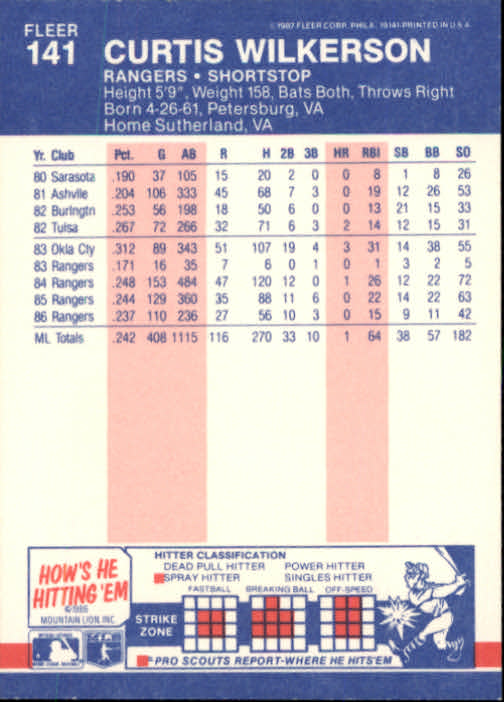 FLEER
141
©1987 FLEER CORP. PHILA. 19141-PRINTED IN U.S.A.
CURTIS WILKERSON
RANGERS • SHORTSTOP
Height 5'9", Weight 158, Bats Both, Throws Right
Born 4-26-61, Petersburg, VA
Home Sutherland, VA
Yr. Club Pct. G AB R H 2B 3B HR RBI SB BB SO
80 Sarasota .190 37 105 15 20 2 0 0 8 1 8 26
81 Ashvlle .204 106 333 45 68 7 3 0 19 12 26 53
82 Burlngtn .253 56 198 18 50 6 0 0 13 21 15 33
82 Tulsa .267 72 266 32 71 6 3 2 14 12 15 31
83 Okla Cty .312 89 343 51 107 19 4 3 31 14 38 55
83 Rangers .171 16 35 7 6 0 1 0 1 3 2 5
84 Rangers .248 153 484 47 120 12 0 1 26 12 22 72
85 Rangers .244 129 360 35 88 11 6 0 22 14 22 63
86 Rangers .237 110 236 27 56 10 3 0 15 9 11 42
ML Totals .242 408 1115 116 270 33 10 1 64 38 57 182
HOW'S HE
HITTING 'EM
©1986
MOUNTAIN LION, INC
HITTER CLASSIFICATION
DEAD PULL HITTER POWER HITTER
SPRAY HITTER SINGLES HITTER
FASTBALL BREAKING BALL OFF-SPEED
STRIKE
ZONE
PRO SCOUTS REPORT-WHERE HE HITS'EM